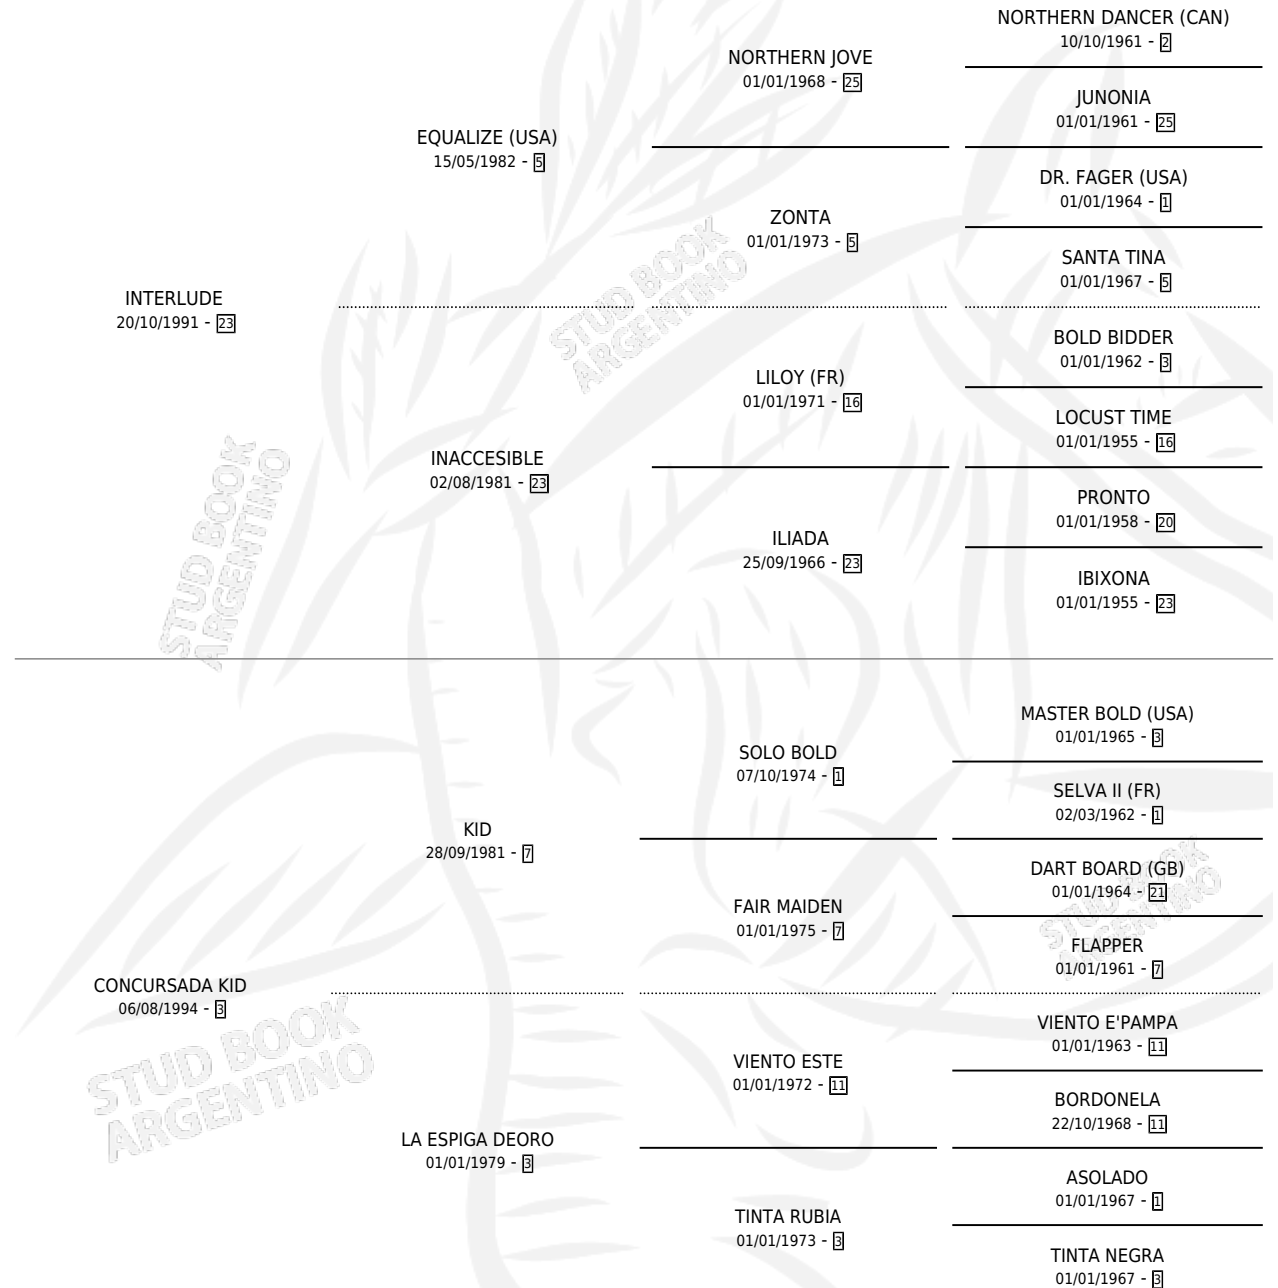 NORTHERN DANCER (CAN)
10/10/1961 - 2
NORTHERN JOVE
01/01/1968 - 25
JUNONIA
01/01/1961 - 25
EQUALIZE (USA)
15/05/1982 - 5
DR. FAGER (USA)
01/01/1964 - 1
ZONTA
01/01/1973 - 5
SANTA TINA
01/01/1967 - 5
INTERLUDE
20/10/1991 - 23
BOLD BIDDER
01/01/1962 - 3
LILOY (FR)
01/01/1971 - 16
LOCUST TIME
01/01/1955 - 16
INACCESIBLE
02/08/1981 - 23
PRONTO
01/01/1958 - 20
ILIADA
25/09/1966 - 23
IBIXONA
01/01/1955 - 23
MASTER BOLD (USA)
01/01/1965 - 3
SOLO BOLD
07/10/1974 - 1
SELVA II (FR)
02/03/1962 - 1
KID
28/09/1981 - 7
DART BOARD (GB)
01/01/1964 - 21
FAIR MAIDEN
01/01/1975 - 7
FLAPPER
01/01/1961 - 7
CONCURSADA KID
06/08/1994 - 3
VIENTO E'PAMPA
01/01/1963 - 11
VIENTO ESTE
01/01/1972 - 11
BORDONELA
22/10/1968 - 11
LA ESPIGA DEORO
01/01/1979 - 3
ASOLADO
01/01/1967 - 1
TINTA RUBIA
01/01/1973 - 3
TINTA NEGRA
01/01/1967 - 3
STUD BOOK
ARGENTINO
STUD BOOK
ARGENTINO
STUD BOOK
ARGENTINO
STUD BOOK
ARGENTINO